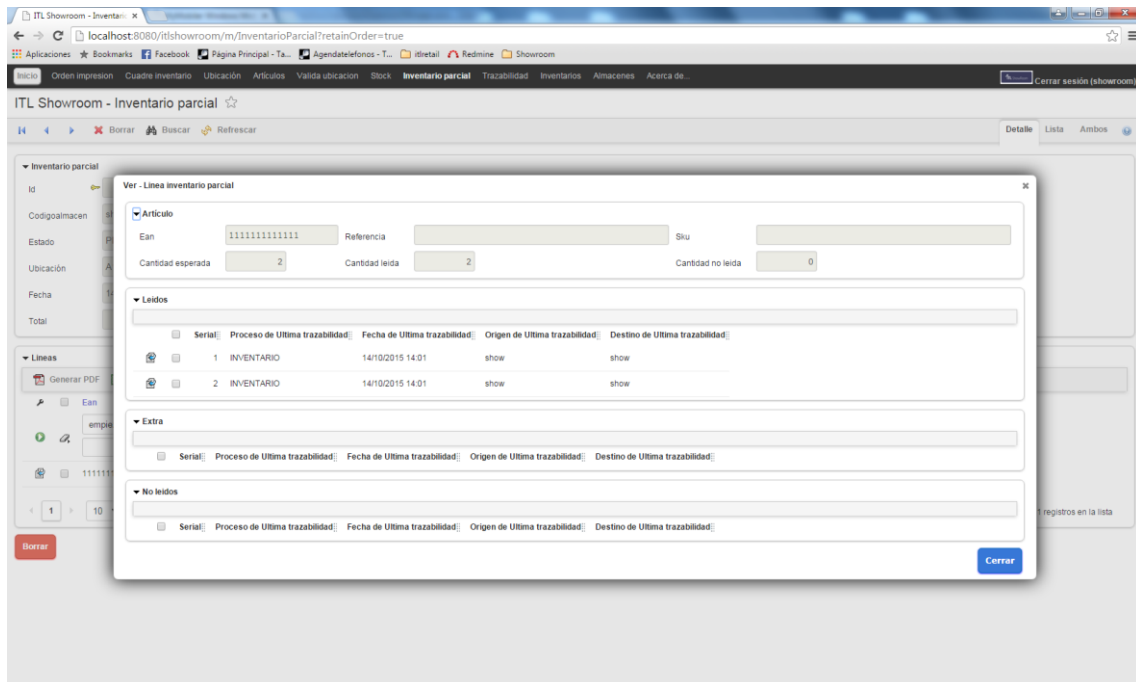 ITL Showroom - Inventari
localhost:8080/itlshowroom/m/InventarioParcial?retainOrder=true
Aplicaciones Bookmarks Facebook Página Principal - Ta... Agendatelefonos - T... itlretail Redmine Showroom
Inicio Orden impresion Cuadre inventario Ubicación Artículos Valida ubicacion Stock Inventario parcial Trazabilidad Inventarios Almacenes Acerca de... Cerrar sesión (showroom)
ITL Showroom - Inventario parcial
Borrar Buscar Refrescar Detalle Lista Ambos
Inventario parcial
Id
Codigoalmacen
Estado
Ubicación
Fecha
Total
Lineas
Generar PDF
Ean
empie
1111111
1 10 1 registros en la lista
Borrar
Ver - Linea inventario parcial
Artículo
Ean 1111111111111 Referencia Sku
Cantidad esperada 2 Cantidad leida 2 Cantidad no leida 0
Leidos
Serial Proceso de Ultima trazabilidad Fecha de Ultima trazabilidad Origen de Ultima trazabilidad Destino de Ultima trazabilidad
1 INVENTARIO 14/10/2015 14:01 show show
2 INVENTARIO 14/10/2015 14:01 show show
Extra
Serial Proceso de Ultima trazabilidad Fecha de Ultima trazabilidad Origen de Ultima trazabilidad Destino de Ultima trazabilidad
No leidos
Serial Proceso de Ultima trazabilidad Fecha de Ultima trazabilidad Origen de Ultima trazabilidad Destino de Ultima trazabilidad
Cerrar